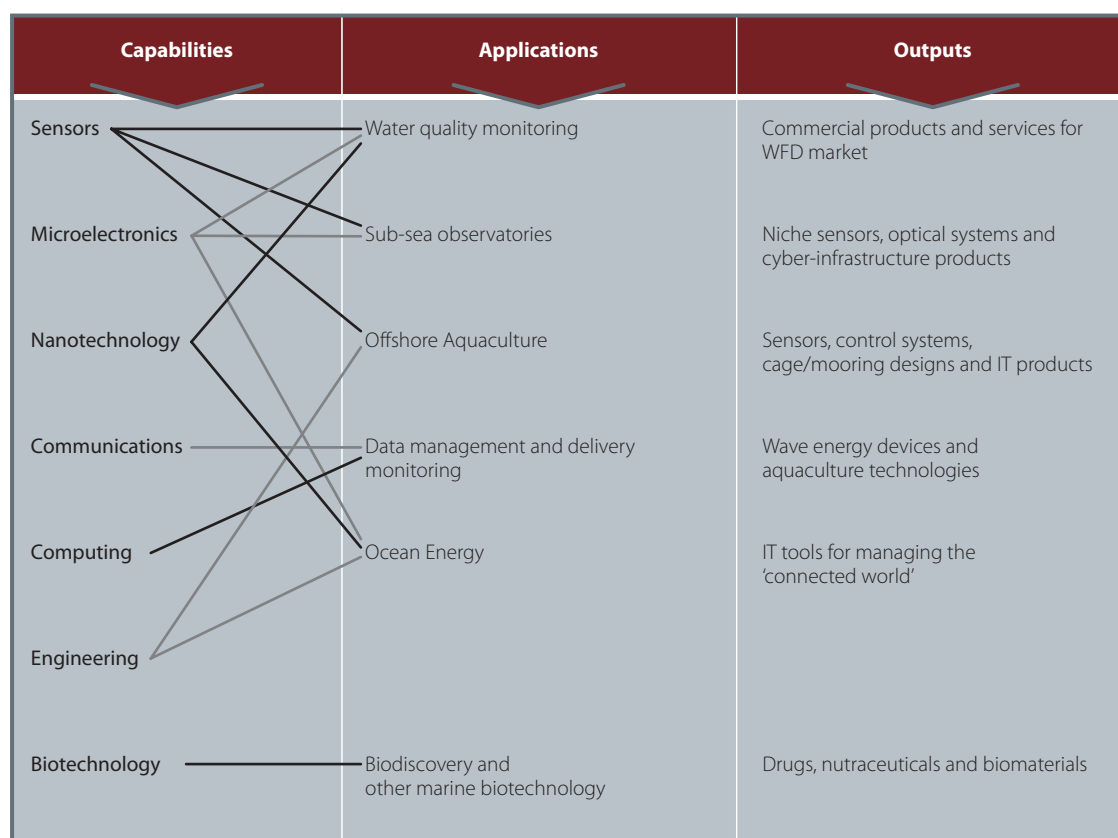 Capabilities
Applications
Outputs
Sensors
Water quality monitoring
Commercial products and services for
WFD market
Microelectronics
Sub-sea observatories
Niche sensors, optical systems and
cyber-infrastructure products
Nanotechnology
Offshore Aquaculture
Sensors, control systems,
cage/mooring designs and IT products
Communications
Data management and delivery
monitoring
Wave energy devices and
aquaculture technologies
Computing
Ocean Energy
IT tools for managing the
‘connected world’
Engineering
Biotechnology
Biodiscovery and
other marine biotechnology
Drugs, nutraceuticals and biomaterials